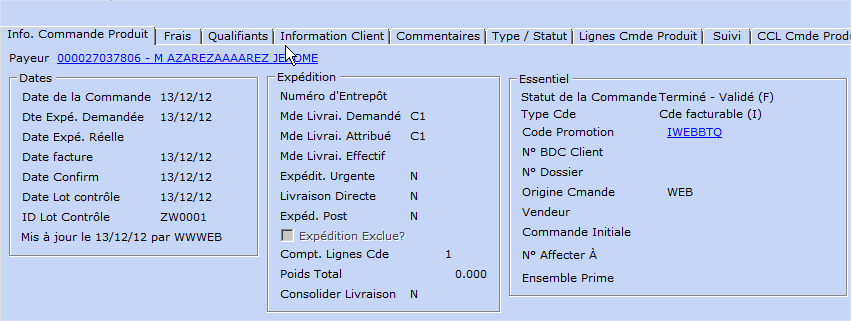 Info. Commande Produit Frais Qualifiants Information Client Commentaires Type / Statut Lignes Cmde Produit Suivi CCL Cmde Prod
Payeur 000027037806 - M AZAREZAAAAREZ JEROME
Dates
Date de la Commande 13/12/12
Dte Expé. Demandée 13/12/12
Date Expé. Réelle
Date facture 13/12/12
Date Confirm 13/12/12
Date Lot contrôle 13/12/12
ID Lot Contrôle ZW0001
Mis à jour le 13/12/12 par WWWEB
Expédition
Numéro d'Entrepôt
Mde Livrai. Demandé C1
Mde Livrai. Attribué C1
Mde Livrai. Effectif
Expédit. Urgente N
Livraison Directe N
Expéd. Post N
Expédition Exclue?
Compt. Lignes Cde 1
Poids Total 0.000
Consolider Livraison N
Essentiel
Statut de la Commande Terminé - Validé (F)
Type Cde Cde facturable (I)
Code Promotion IWEBBTQ
N° BDC Client
N° Dossier
Origine Cmande WEB
Vendeur
Commande Initiale
N° Affecter À
Ensemble Prime